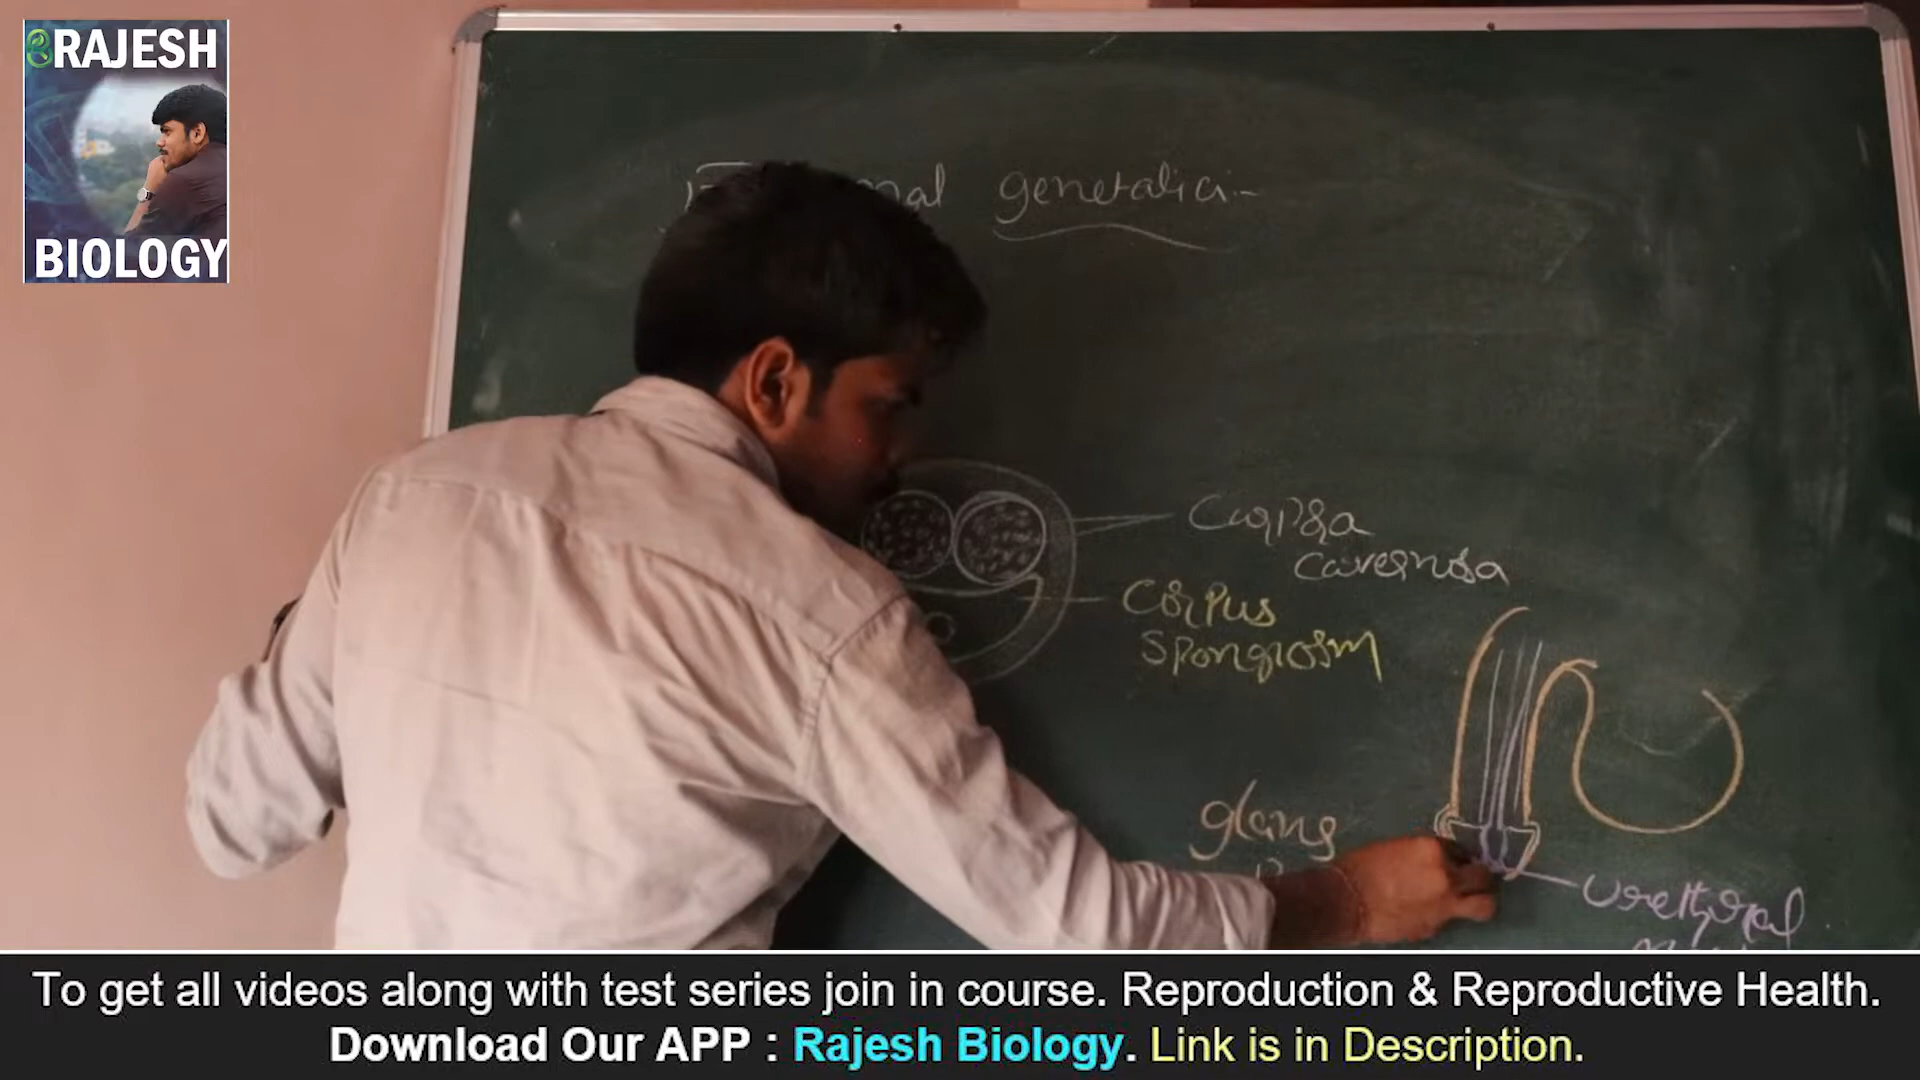 RAJESH
BIOLOGY
genetalia:-
Corpora
cavernosa
Corpus
spongiosm
glans
urethral
To get all videos along with test series join in course. Reproduction & Reproductive Health.
Download Our APP : Rajesh Biology. Link is in Description.